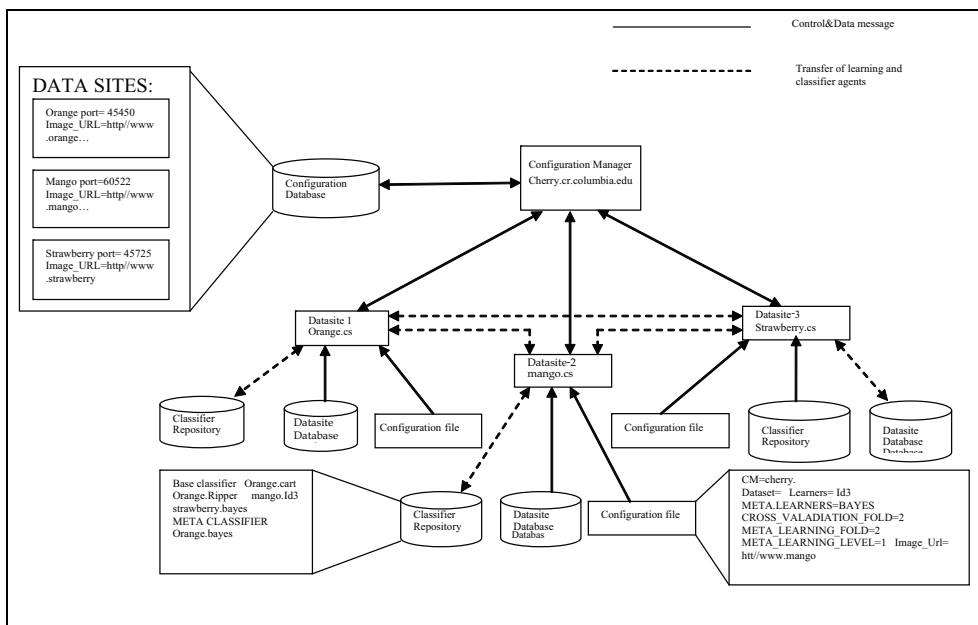 Control&Data message
Transfer of learning and
classifier agents
DATA SITES:
Orange port= 45450
Image_URL=http//www
.orange…
Mango port=60522
Image_URL=http//www
.mango…
Strawberry port= 45725
Image_URL=http//www
.strawberry
Configuration
Database
Configuration Manager
Cherry.cr.columbia.edu
Datasite 1
Orange.cs
Datasite-2
mango.cs
Datasite-3
Strawberry.cs
Classifier
Repository
Datasite
Database
Configuration file
Configuration file
Classifier
Repository
Datasite
Database
Database
Base classifier Orange.cart
Orange.Ripper mango.Id3
strawberry.bayes
META CLASSIFIER
Orange.bayes
Classifier
Repository
Datasite
Database
Databas
Configuration file
CM=cherry.
Dataset= Learners= Id3
META.LEARNERS=BAYES
CROSS_VALADIATION_FOLD=2
META_LEARNING_FOLD=2
META_LEARNING_LEVEL=1 Image_Url=
htt//www.mango